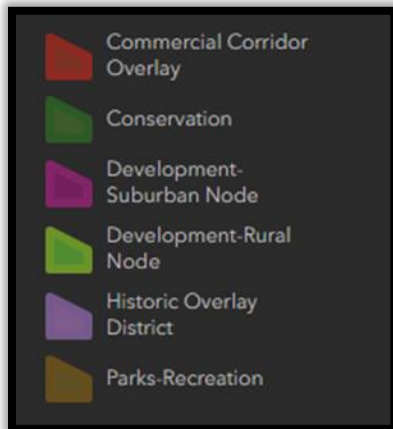 Commercial Corridor
Overlay
Conservation
Development-
Suburban Node
Development-Rural
Node
Historic Overlay
District
Parks-Recreation